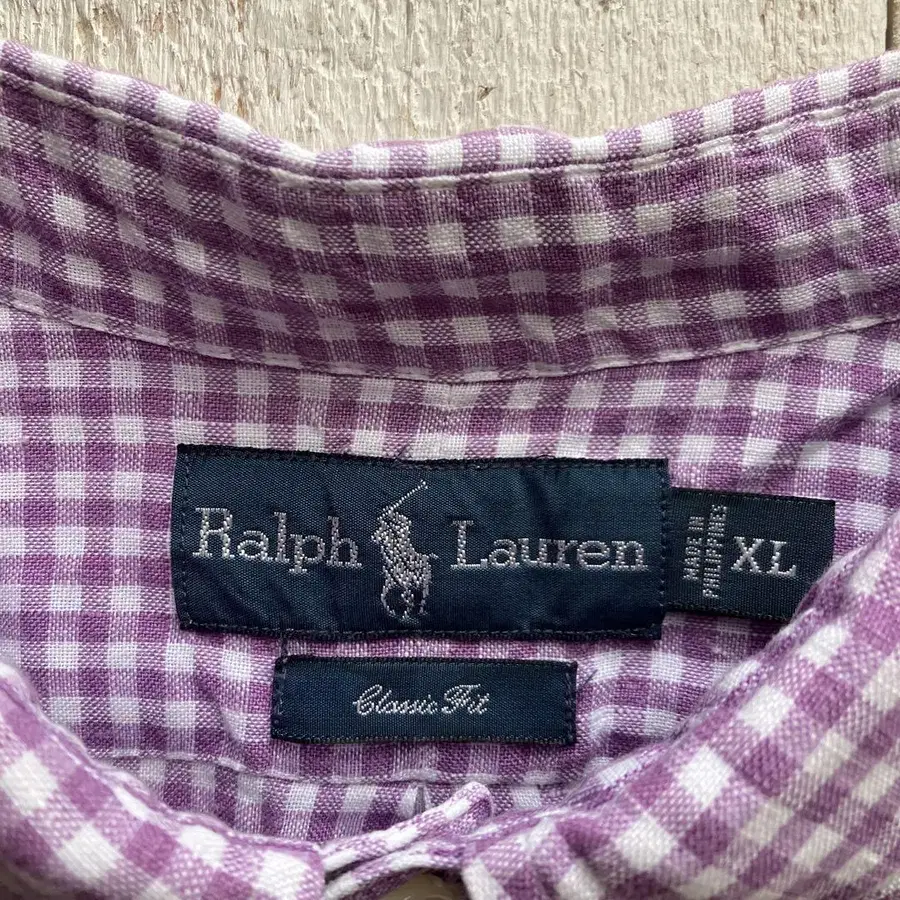 Ralph Lauren
MADE IN
PHILIPPINES
XL
Classic Fit